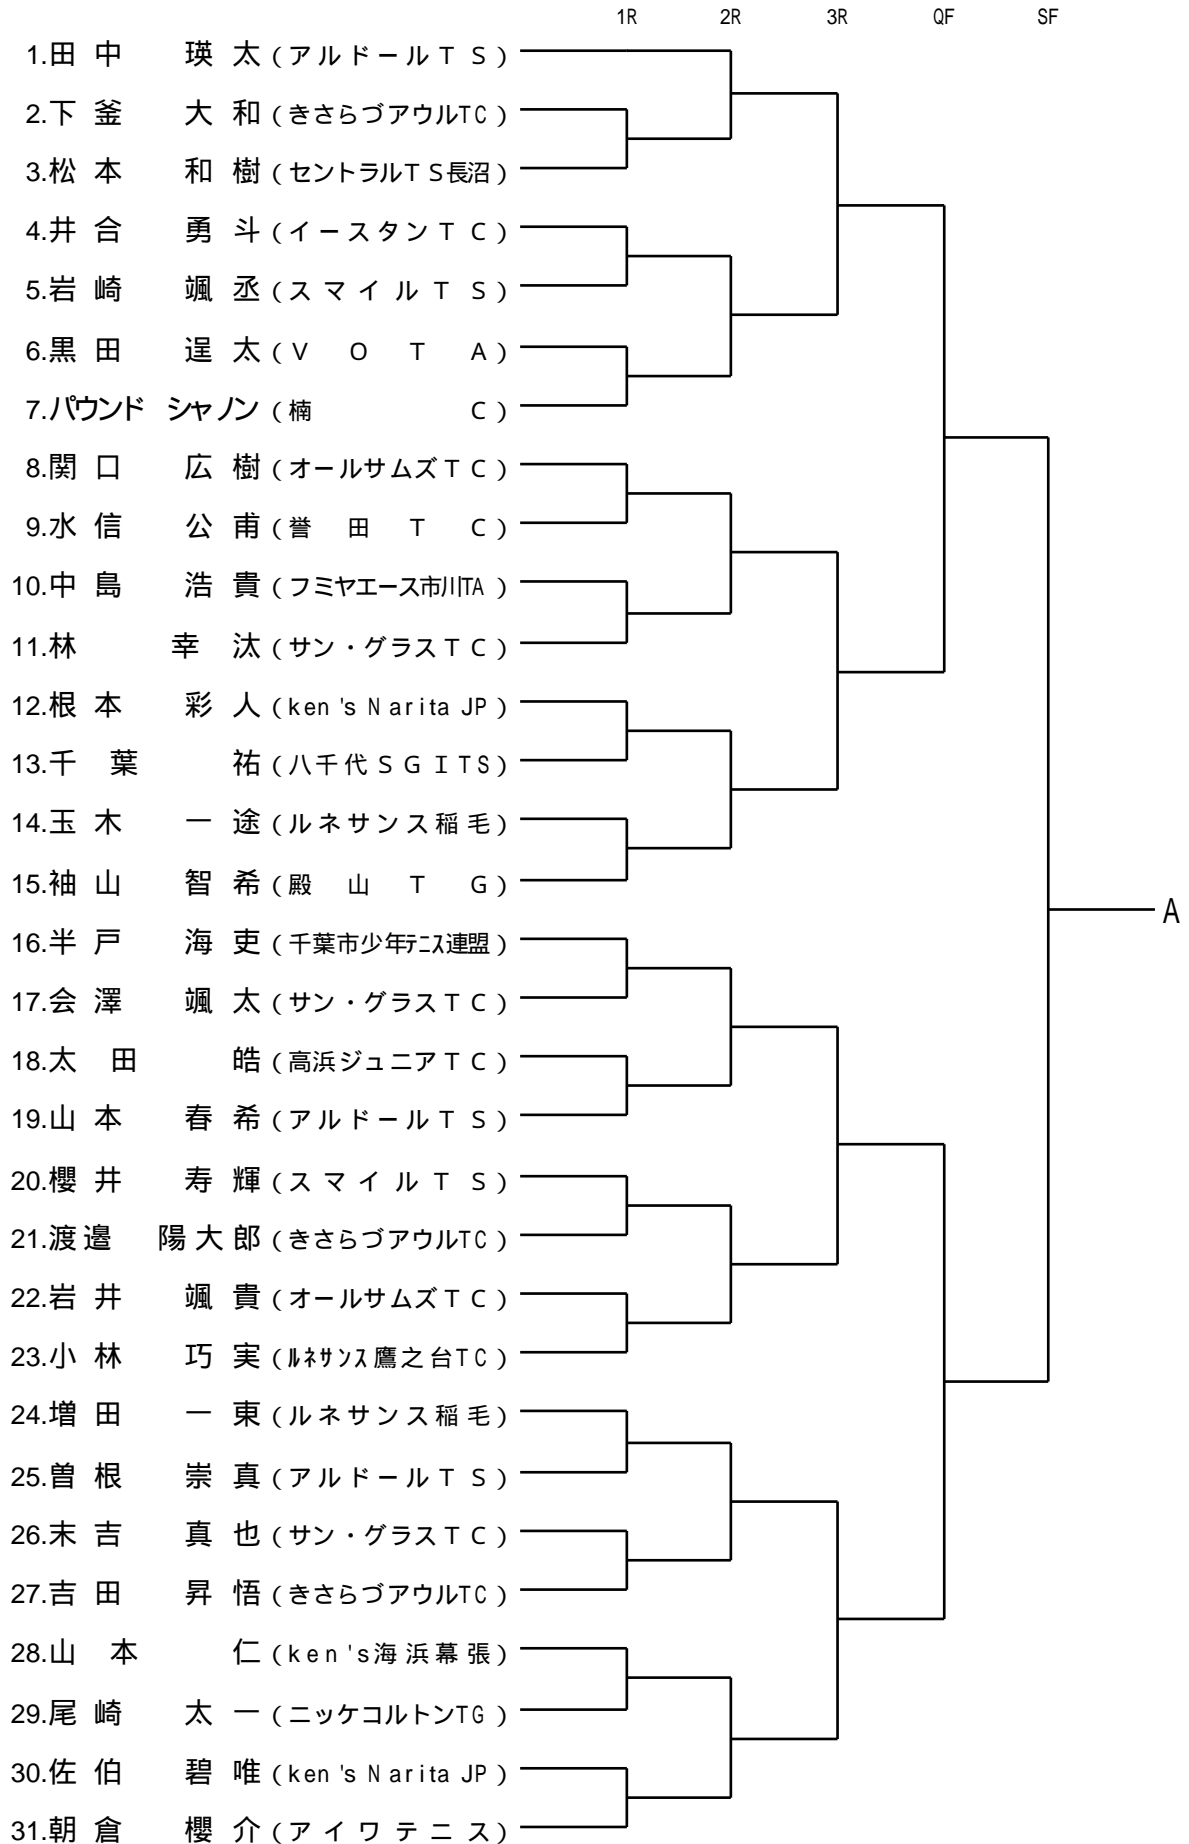 1R 2R 3R QF SF
1.田中 瑛太(アルドールTS)
2.下釜 大和(きさらづアウルTC)
3.松本 和樹(セントラルTS長沼)
4.井合 勇斗(イースタンTC)
5.岩崎 颯丞(スマイルTS)
6.黒田 逞太(VOTA)
7.パウンド シャノン(楠 C)
8.関口 広樹(オールサムズTC)
9.水信 公甫(誉田TC)
10.中島 浩貴(フミヤエース市川TA)
11.林 幸汰(サン・グラスTC)
12.根本 彩人(ken's Narita JP)
13.千葉 祐(八千代SGITS)
14.玉木 一途(ルネサンス稲毛)
15.袖山 智希(殿山TG)
A
16.半戸 海吏(千葉市少年テニス連盟)
17.会澤 颯太(サン・グラスTC)
18.太田 皓(高浜ジュニアTC)
19.山本 春希(アルドールTS)
20.櫻井 寿輝(スマイルTS)
21.渡邉 陽大郎(きさらづアウルTC)
22.岩井 颯貴(オールサムズTC)
23.小林 巧実(ルネサンス鷹之台TC)
24.増田 一東(ルネサンス稲毛)
25.曽根 崇真(アルドールTS)
26.末吉 真也(サン・グラスTC)
27.吉田 昇悟(きさらづアウルTC)
28.山本 仁(ken's海浜幕張)
29.尾崎 太一(ニッケコルトンTG)
30.佐伯 碧唯(ken's Narita JP)
31.朝倉 櫻介(アイワテニス)